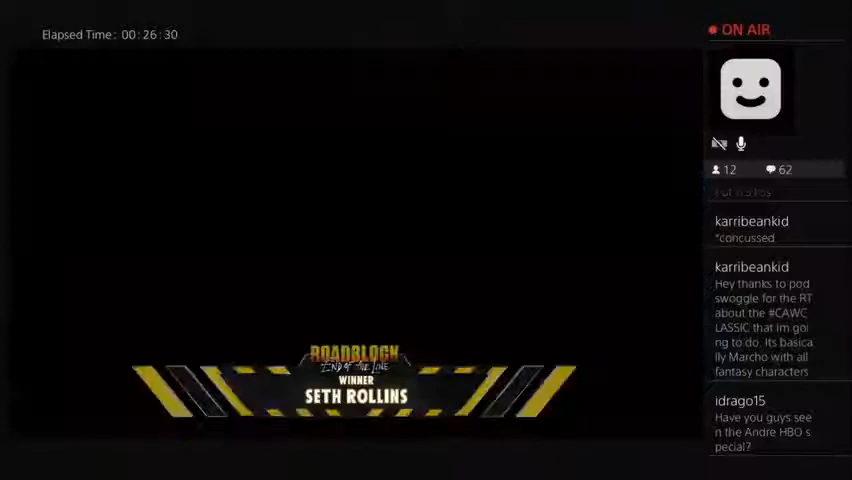 Elapsed Time: 00:26:30
ON AIR
12
62
karribeankid
*concussed
karribeankid
Hey thanks to pod
swoggle for the RT
about the #CAWC
LASSIC that im goi
ng to do. Its basica
lly Marcho with all
fantasy characters
idrago15
Have you guys see
n the Andre HBO s
pecial?
ROADBLOCK
END OF THE LINE
WINNER
SETH ROLLINS